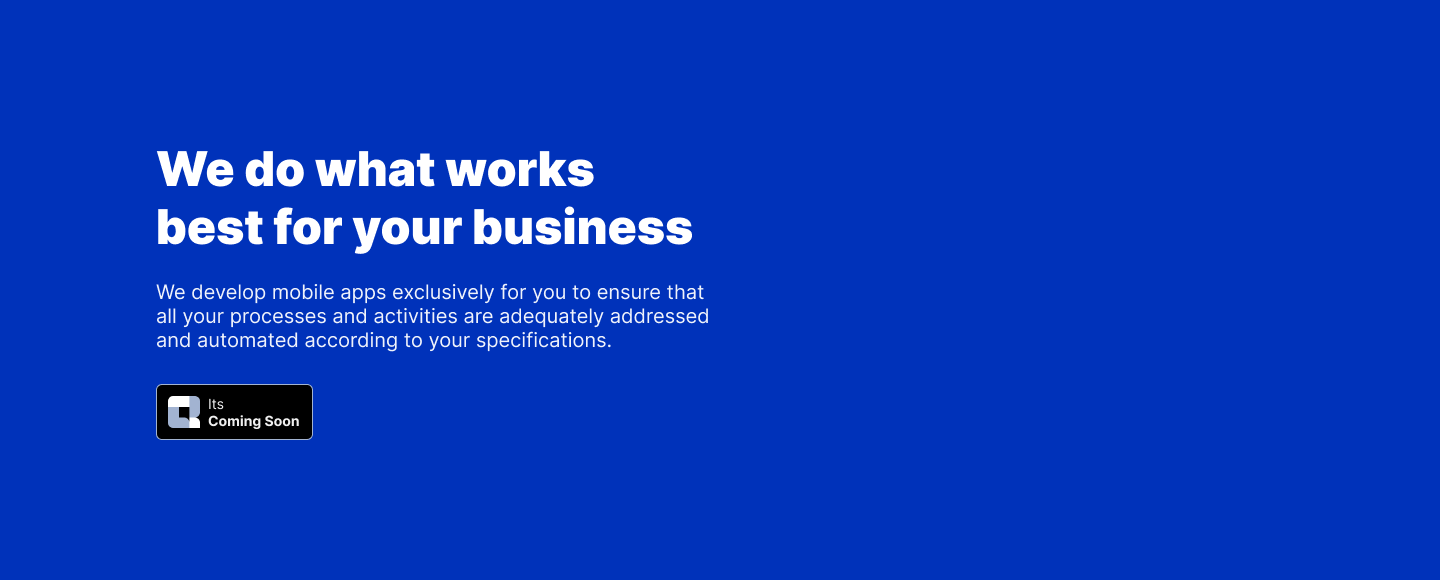 We do what works
best for your business
We develop mobile apps exclusively for you to ensure that
all your processes and activities are adequately addressed
and automated according to your specifications.
Its
Coming Soon